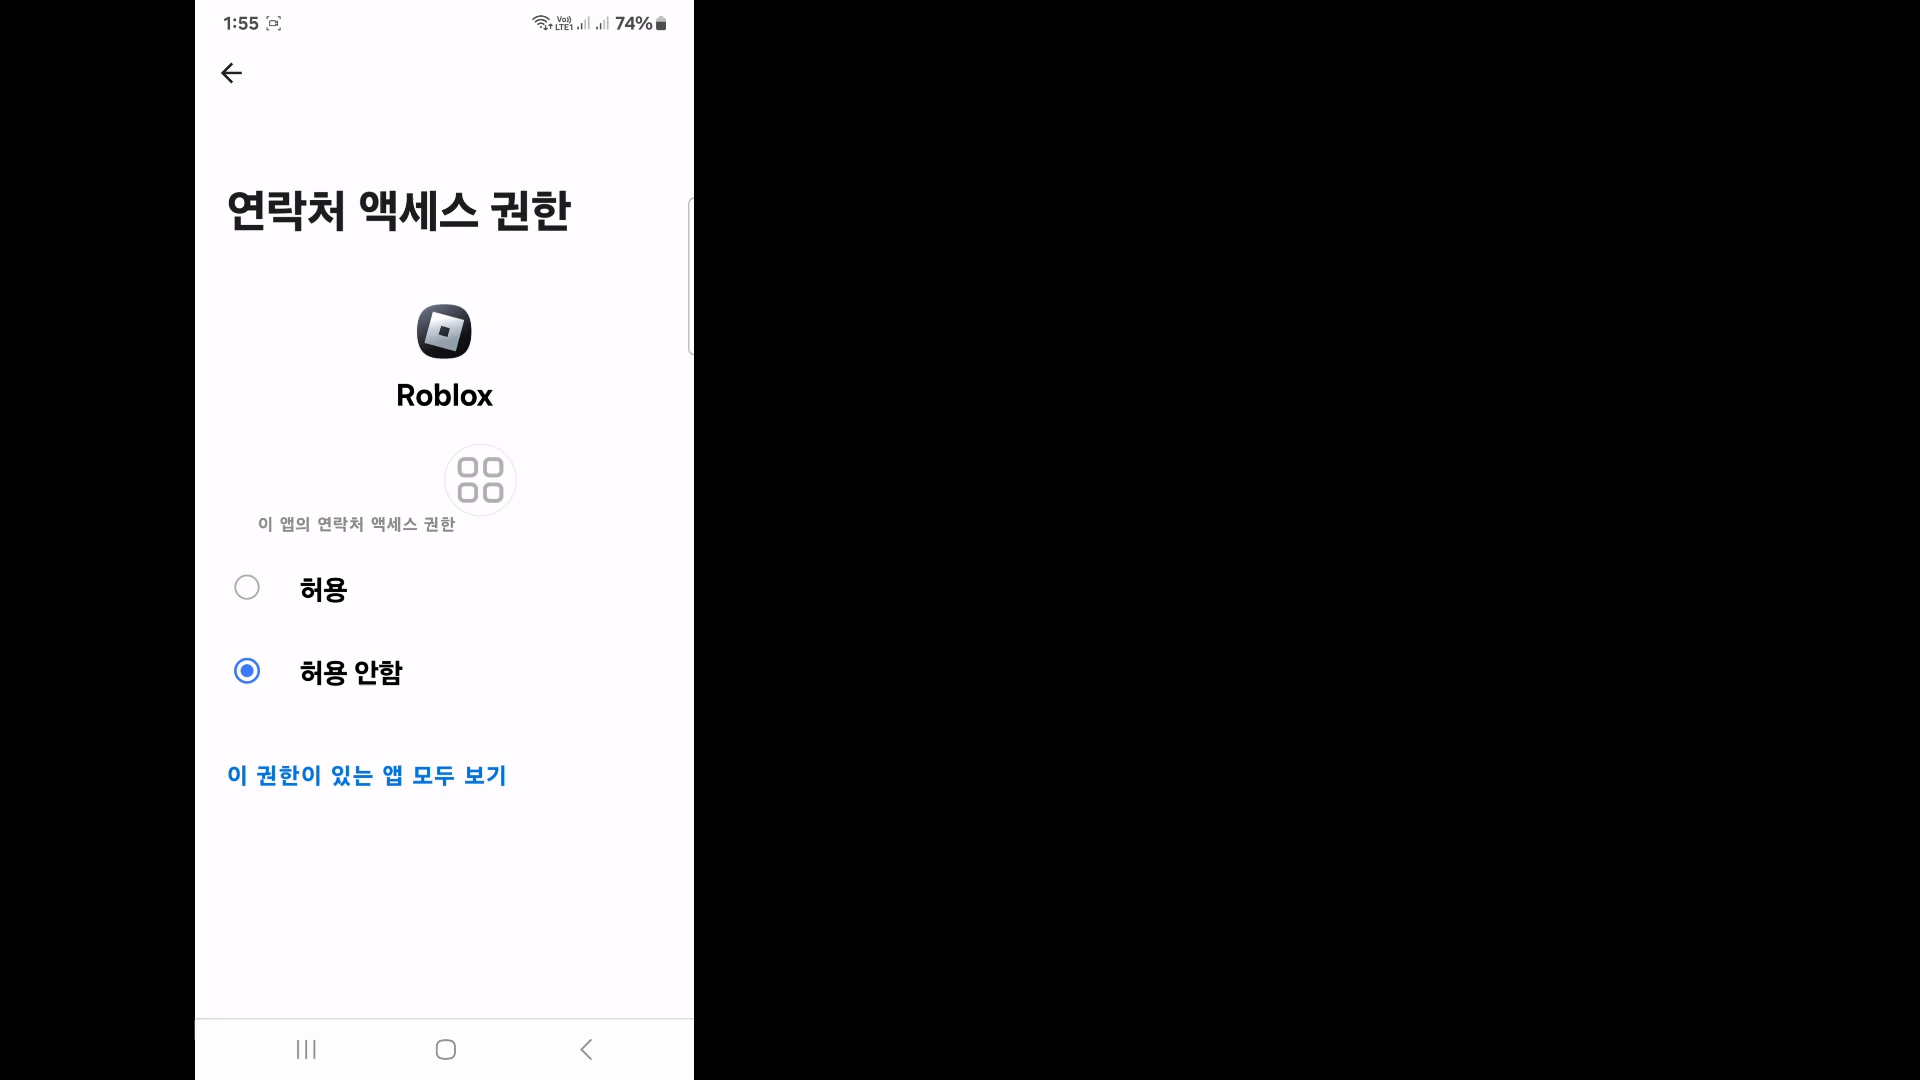 1:55
Vo)) LTE1 74%
연락처 액세스 권한
Roblox
이 앱의 연락처 액세스 권한
허용
허용 안함
이 권한이 있는 앱 모두 보기